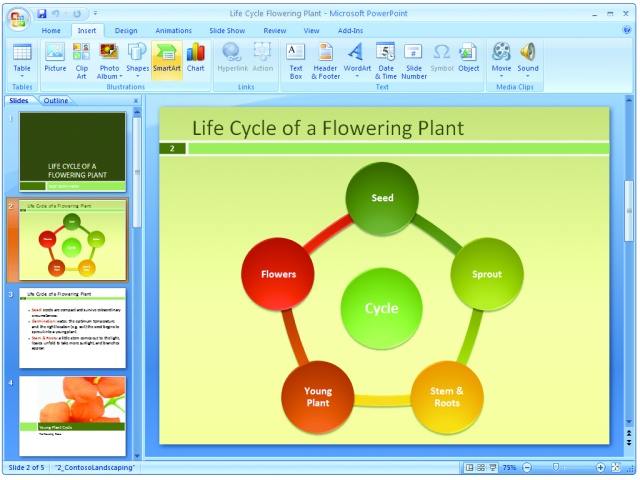 Life Cycle Flowering Plant - Microsoft PowerPoint
Home Insert Design Animations Slide Show Review View Add-Ins
Table Picture Clip Art Photo Album Shapes SmartArt Chart Hyperlink Action Text Box Header & Footer WordArt Date & Time Slide Number Symbol Object Movie Sound
Tables Illustrations Links Text Media Clips
Slides Outline x
1
LIFE CYCLE OF A
FLOWERING PLANT
2
Life Cycle of a Flowering Plant
Cycle
3
Life Cycle of a Flowering Plant
4
Young Plant Cycle
Life Cycle of a Flowering Plant
2
Seed
Flowers
Sprout
Cycle
Young
Plant
Stem &
Roots
Slide 2 of 5 "2_ContosoLandscaping" 75%